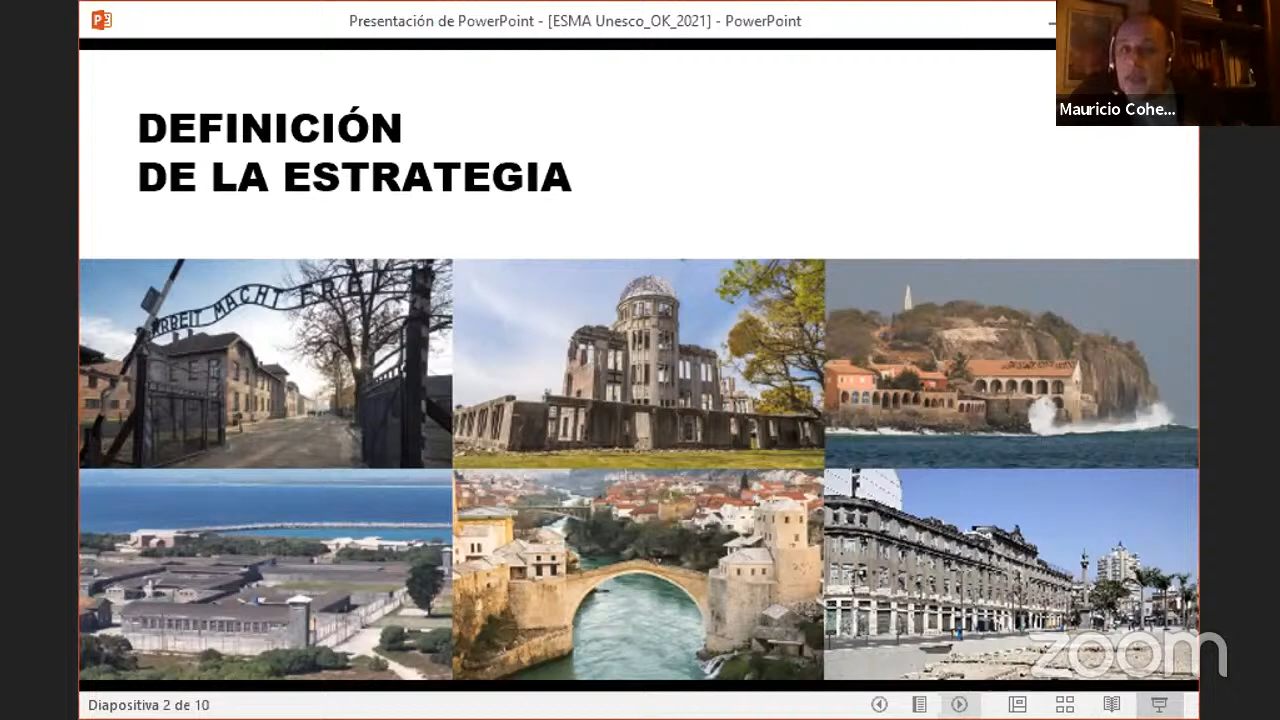 Presentación de PowerPoint - [ESMA Unesco_OK_2021] - PowerPoint
Mauricio Cohe...
DEFINICIÓN
DE LA ESTRATEGIA
ARBEIT MACHT FREI
zoom
Diapositiva 2 de 10